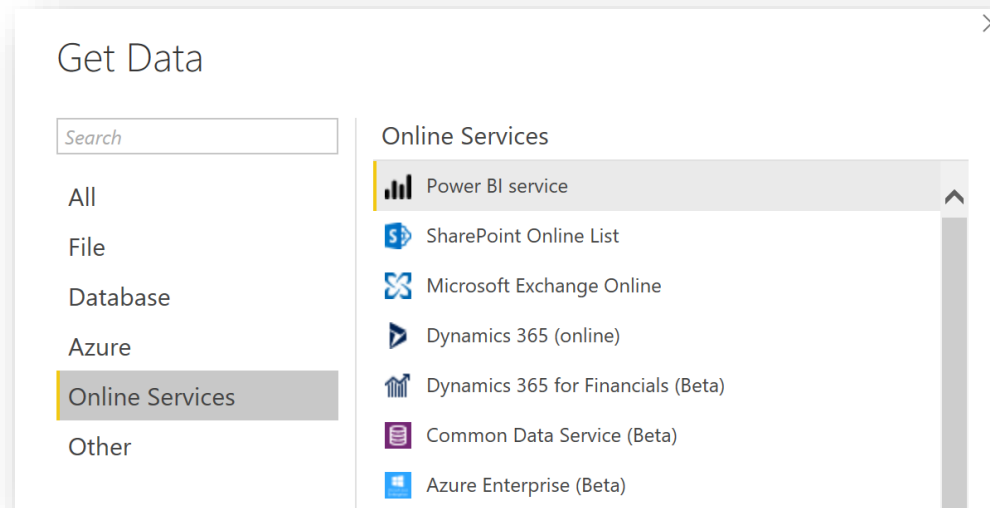 Get Data
Search
All
File
Database
Azure
Online Services
Other
Online Services
Power BI service
SharePoint Online List
Microsoft Exchange Online
Dynamics 365 (online)
Dynamics 365 for Financials (Beta)
Common Data Service (Beta)
Azure Enterprise (Beta)